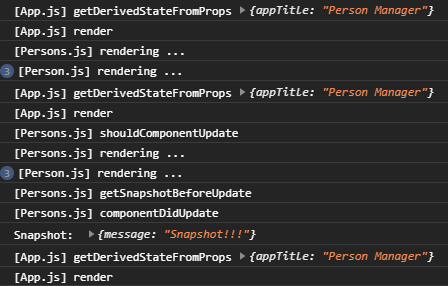 [App.js] getDerivedStateFromProps ▶{appTitle: "Person Manager"}
[App.js] render
[Persons.js] rendering ...
3 [Person.js] rendering ...
[App.js] getDerivedStateFromProps ▶{appTitle: "Person Manager"}
[App.js] render
[Persons.js] shouldComponentUpdate
[Persons.js] rendering ...
3 [Person.js] rendering ...
[Persons.js] getSnapshotBeforeUpdate
[Persons.js] componentDidUpdate
Snapshot: ▶{message: "Snapshot!!!"}
[App.js] getDerivedStateFromProps ▶{appTitle: "Person Manager"}
[App.js] render